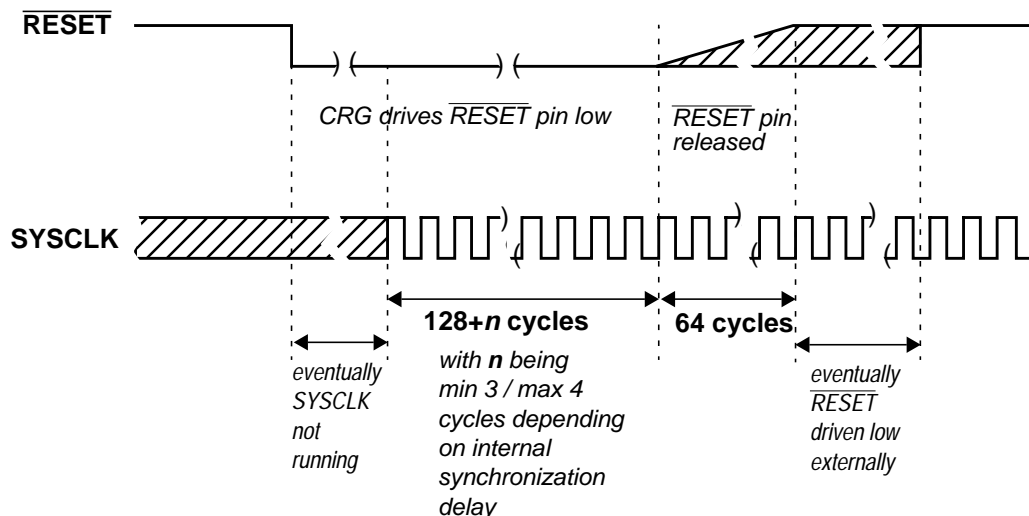 RESET
CRG drives RESET pin low
RESET pin
released
SYSCLK
128+n cycles
64 cycles
with n being
min 3 / max 4
cycles depending
on internal
synchronization
delay
eventually
SYSCLK
not
running
eventually
RESET
driven low
externally